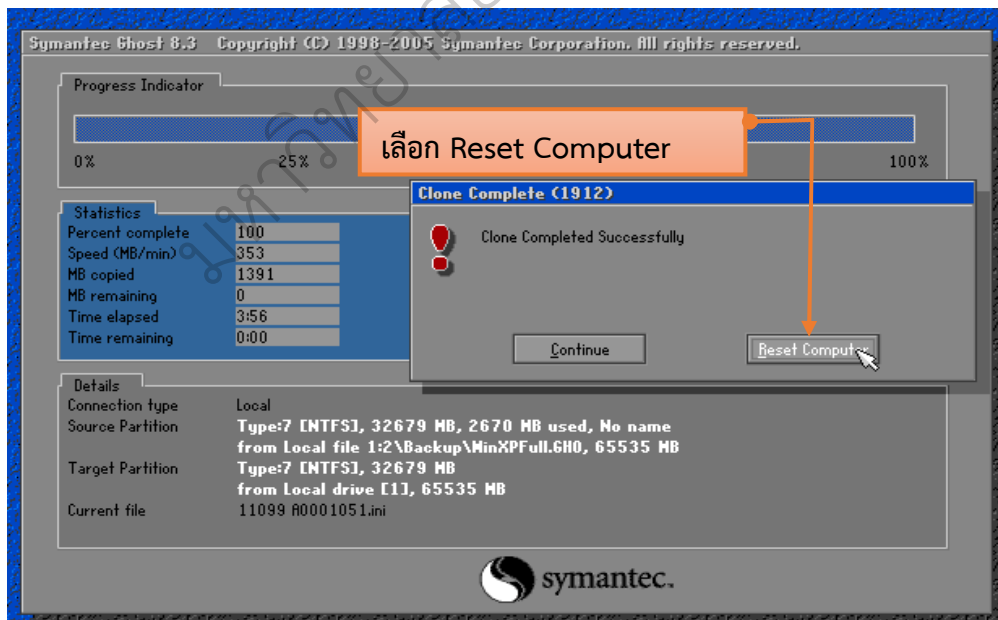 Symantec Ghost 8.3 Copyright (C) 1998-2005 Symantec Corporation. All rights reserved.
Progress Indicator
0% 25% 100%
เลือก Reset Computer
Clone Complete (1912)
Clone Completed Successfully
Continue Reset Computer
Statistics
Percent complete 100
Speed (MB/min) 353
MB copied 1391
MB remaining 0
Time elapsed 3:56
Time remaining 0:00
Details
Connection type Local
Source Partition Type:7 [NTFS], 32679 MB, 2670 MB used, No name
from Local file 1:2\Backup\MinXPFull.GHO, 65535 MB
Target Partition Type:7 [NTFS], 32679 MB
from Local drive [1], 65535 MB
Current file 11099 A0001051.ini
symantec.